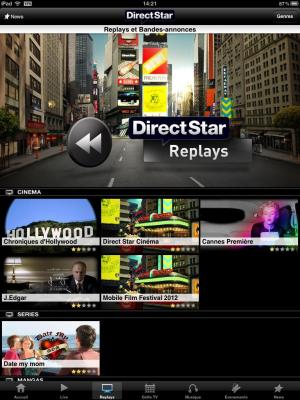 iPad VPN 14:21 87%
News DirectStar Genres
Replays et Bandes-annonces
DirectStar
Replays
CINEMA
HOLLYWOOD
Chroniques d'Hollywood Direct Star Cinéma Cannes Première
J.Edgar Mobile Film Festival 2012
SERIES
Date My Mom
Date my mom
MANGAS
Accueil Live Replays Grille TV Musique Evenements News